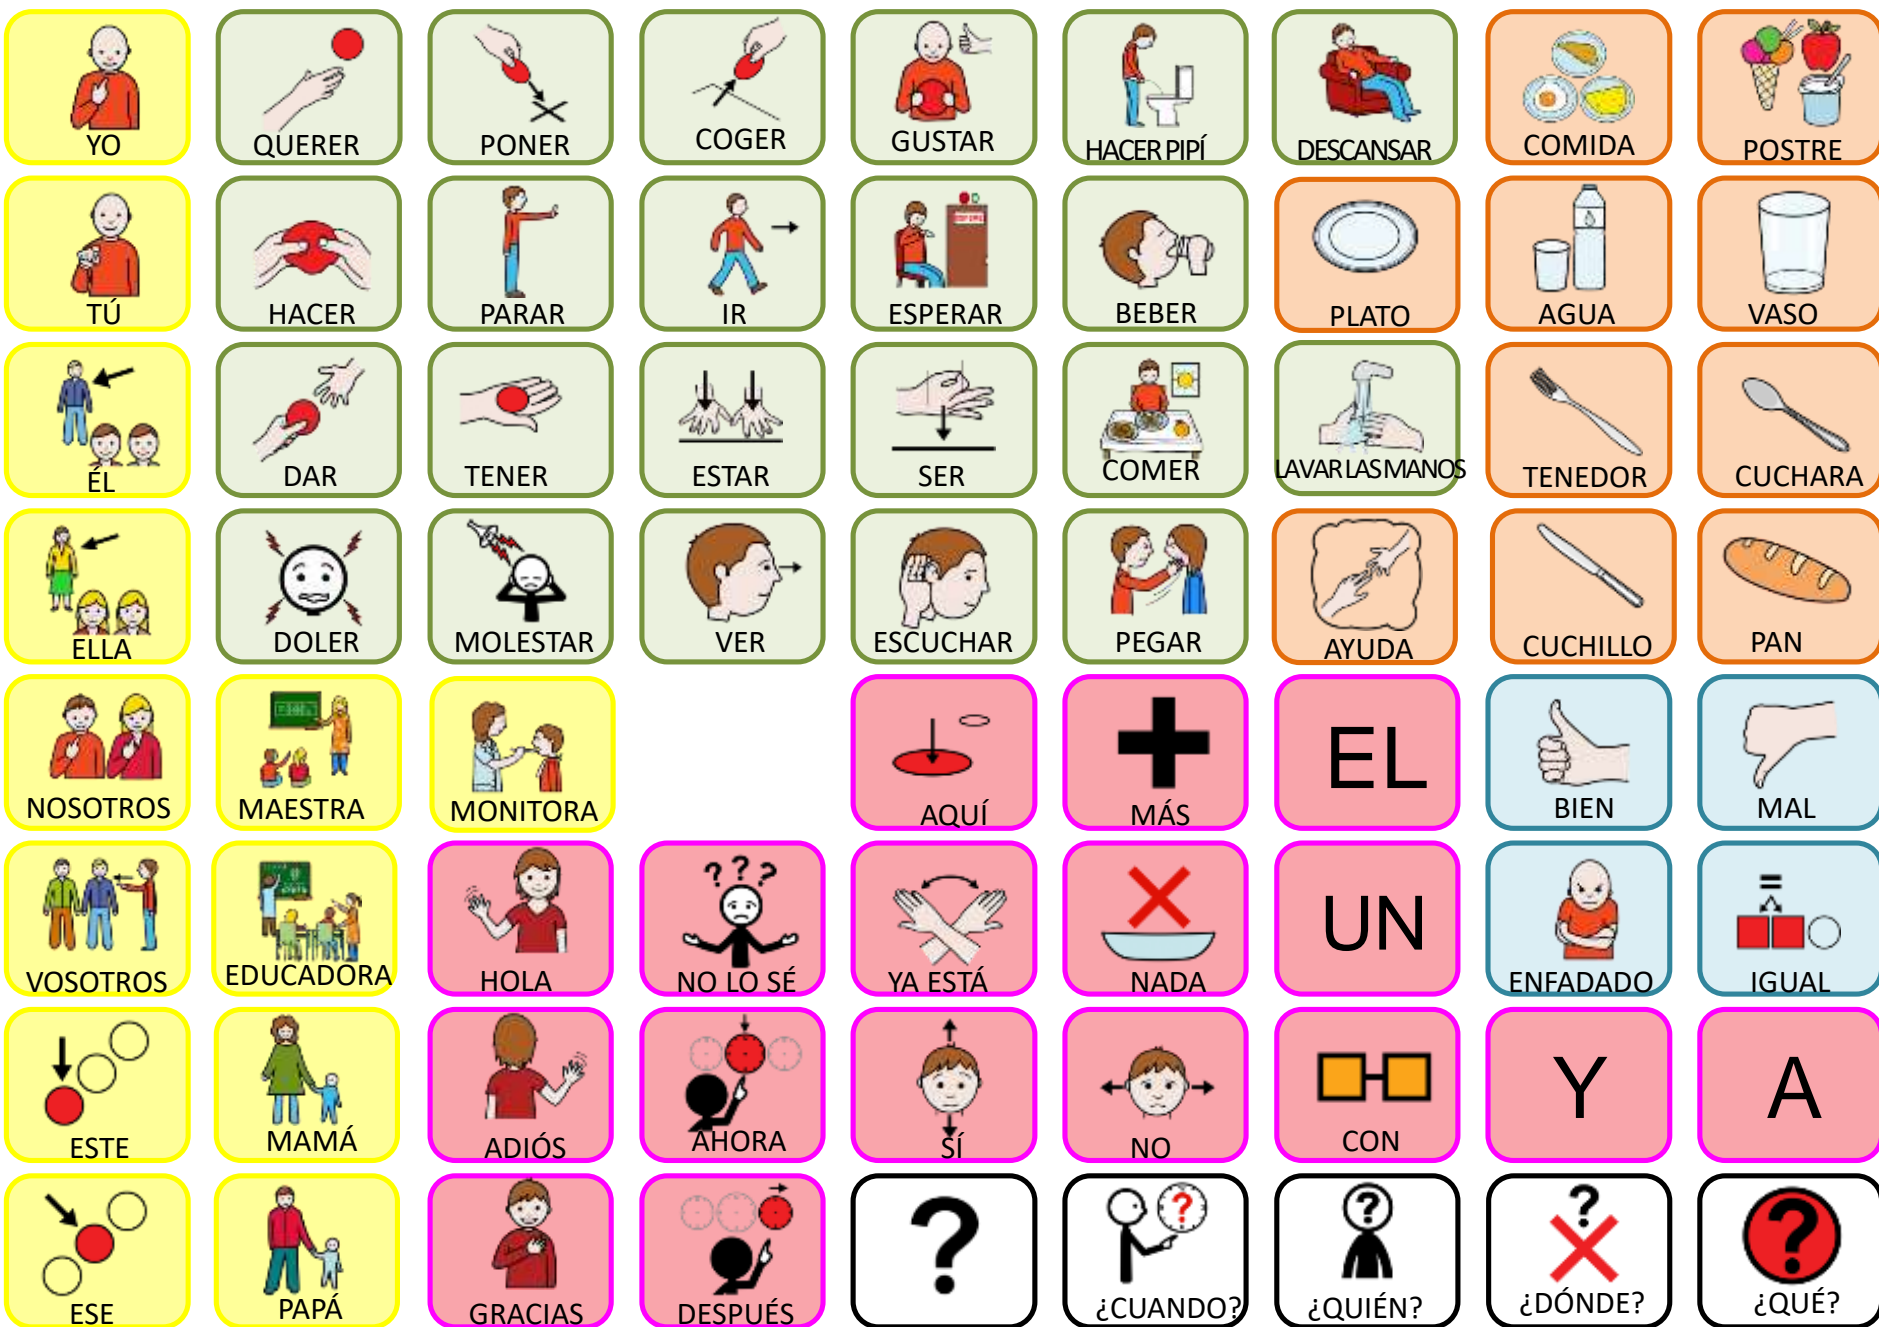 YO
QUERER
PONER
COGER
GUSTAR
HACER PIPÍ
DESCANSAR
COMIDA
POSTRE
TÚ
HACER
PARAR
IR
ESPERAR
BEBER
PLATO
AGUA
VASO
ÉL
DAR
TENER
ESTAR
SER
COMER
LAVAR LAS MANOS
TENEDOR
CUCHARA
ELLA
DOLER
MOLESTAR
VER
ESCUCHAR
PEGAR
AYUDA
CUCHILLO
PAN
NOSOTROS
MAESTRA
MONITORA
AQUÍ
MÁS
EL
BIEN
MAL
VOSOTROS
EDUCADORA
HOLA
? ? ?
NO LO SÉ
YA ESTÁ
NADA
UN
ENFADADO
=
IGUAL
ESTE
MAMÁ
ADIÓS
AHORA
SÍ
NO
CON
Y
A
ESE
PAPÁ
GRACIAS
DESPUÉS
?
?
¿CUANDO?
?
¿QUIÉN?
?
¿DÓNDE?
?
¿QUÉ?